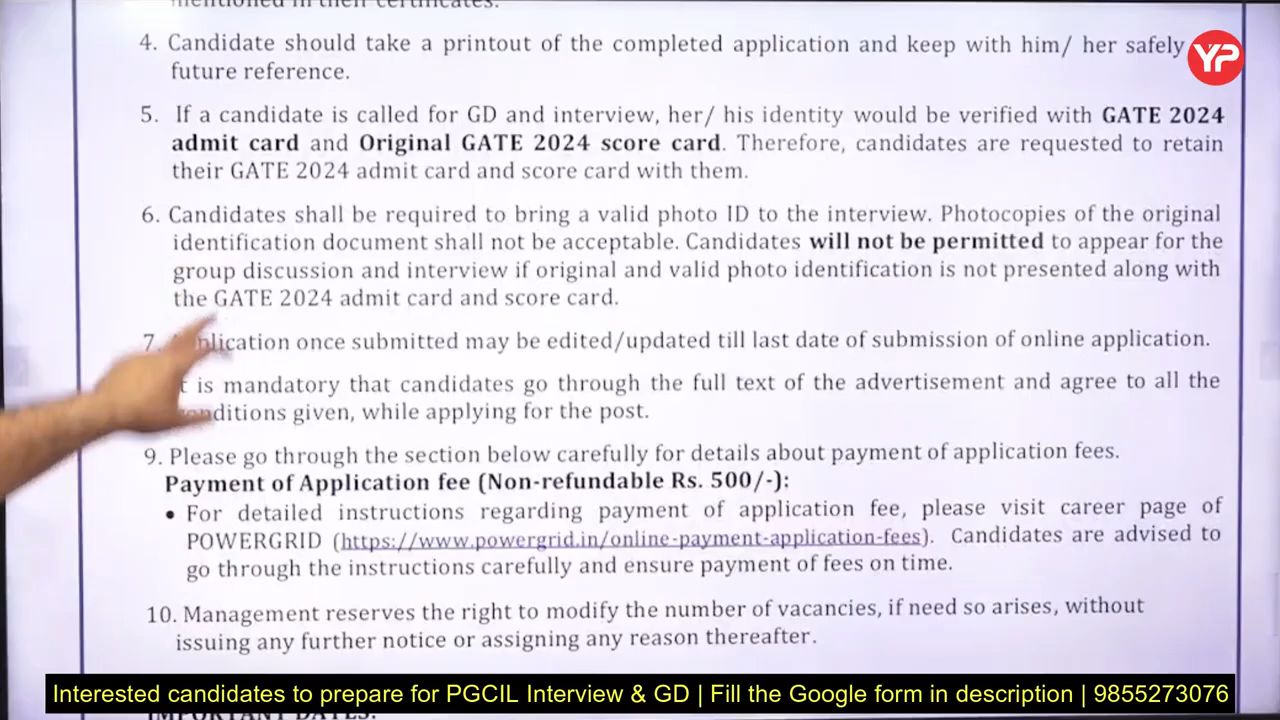 mentioned in their certificates.
4. Candidate should take a printout of the completed application and keep with him/ her safely
YP
future reference.
5. If a candidate is called for GD and interview, her/ his identity would be verified with GATE 2024
admit card and Original GATE 2024 score card. Therefore, candidates are requested to retain
their GATE 2024 admit card and score card with them.
6. Candidates shall be required to bring a valid photo ID to the interview. Photocopies of the original
identification document shall not be acceptable. Candidates will not be permitted to appear for the
group discussion and interview if original and valid photo identification is not presented along with
the GATE 2024 admit card and score card.
7. Application once submitted may be edited/updated till last date of submission of online application.
is mandatory that candidates go through the full text of the advertisement and agree to all the
conditions given, while applying for the post.
9. Please go through the section below carefully for details about payment of application fees.
Payment of Application fee (Non-refundable Rs. 500/-):
• For detailed instructions regarding payment of application fee, please visit career page of
POWERGRID (https://www.powergrid.in/online-payment-application-fees). Candidates are advised to
go through the instructions carefully and ensure payment of fees on time.
10. Management reserves the right to modify the number of vacancies, if need so arises, without
issuing any further notice or assigning any reason thereafter.
Interested candidates to prepare for PGCIL Interview & GD | Fill the Google form in description | 9855273076
IMPORTANT DATES: